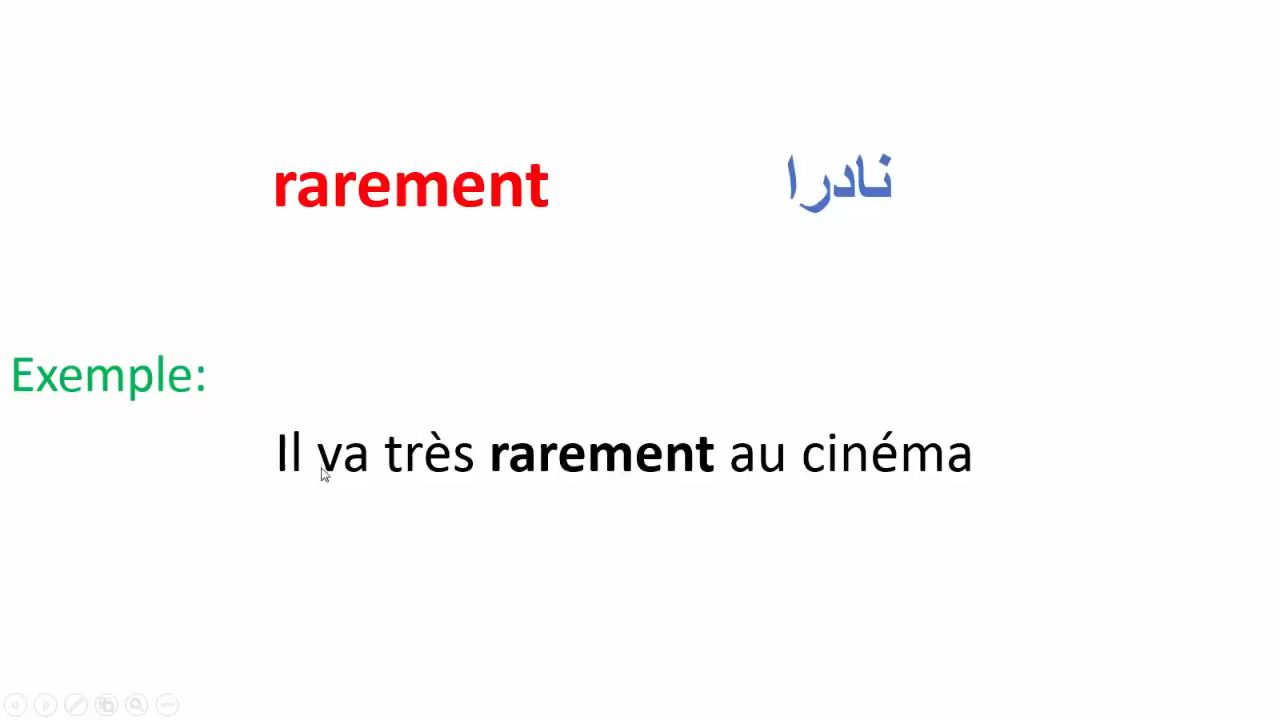 rarement نادرا
Exemple:
Il va très rarement au cinéma